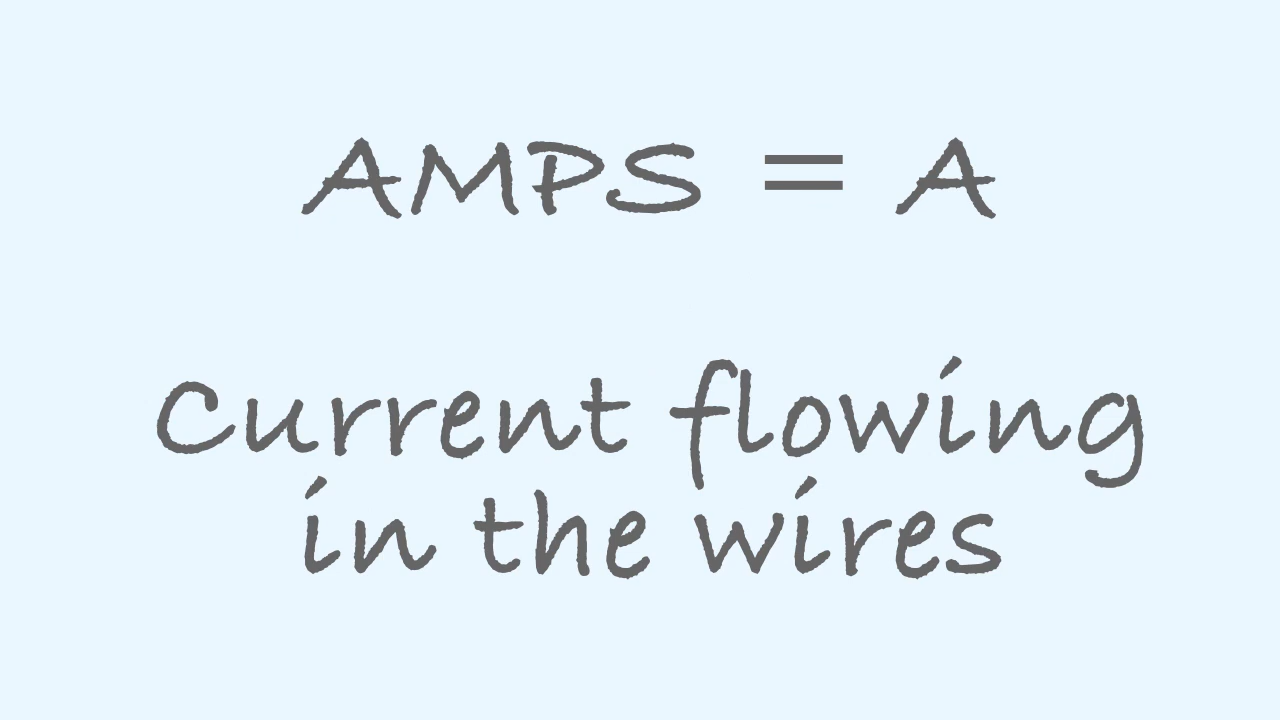 AMPS = A
Current flowing
in the wires